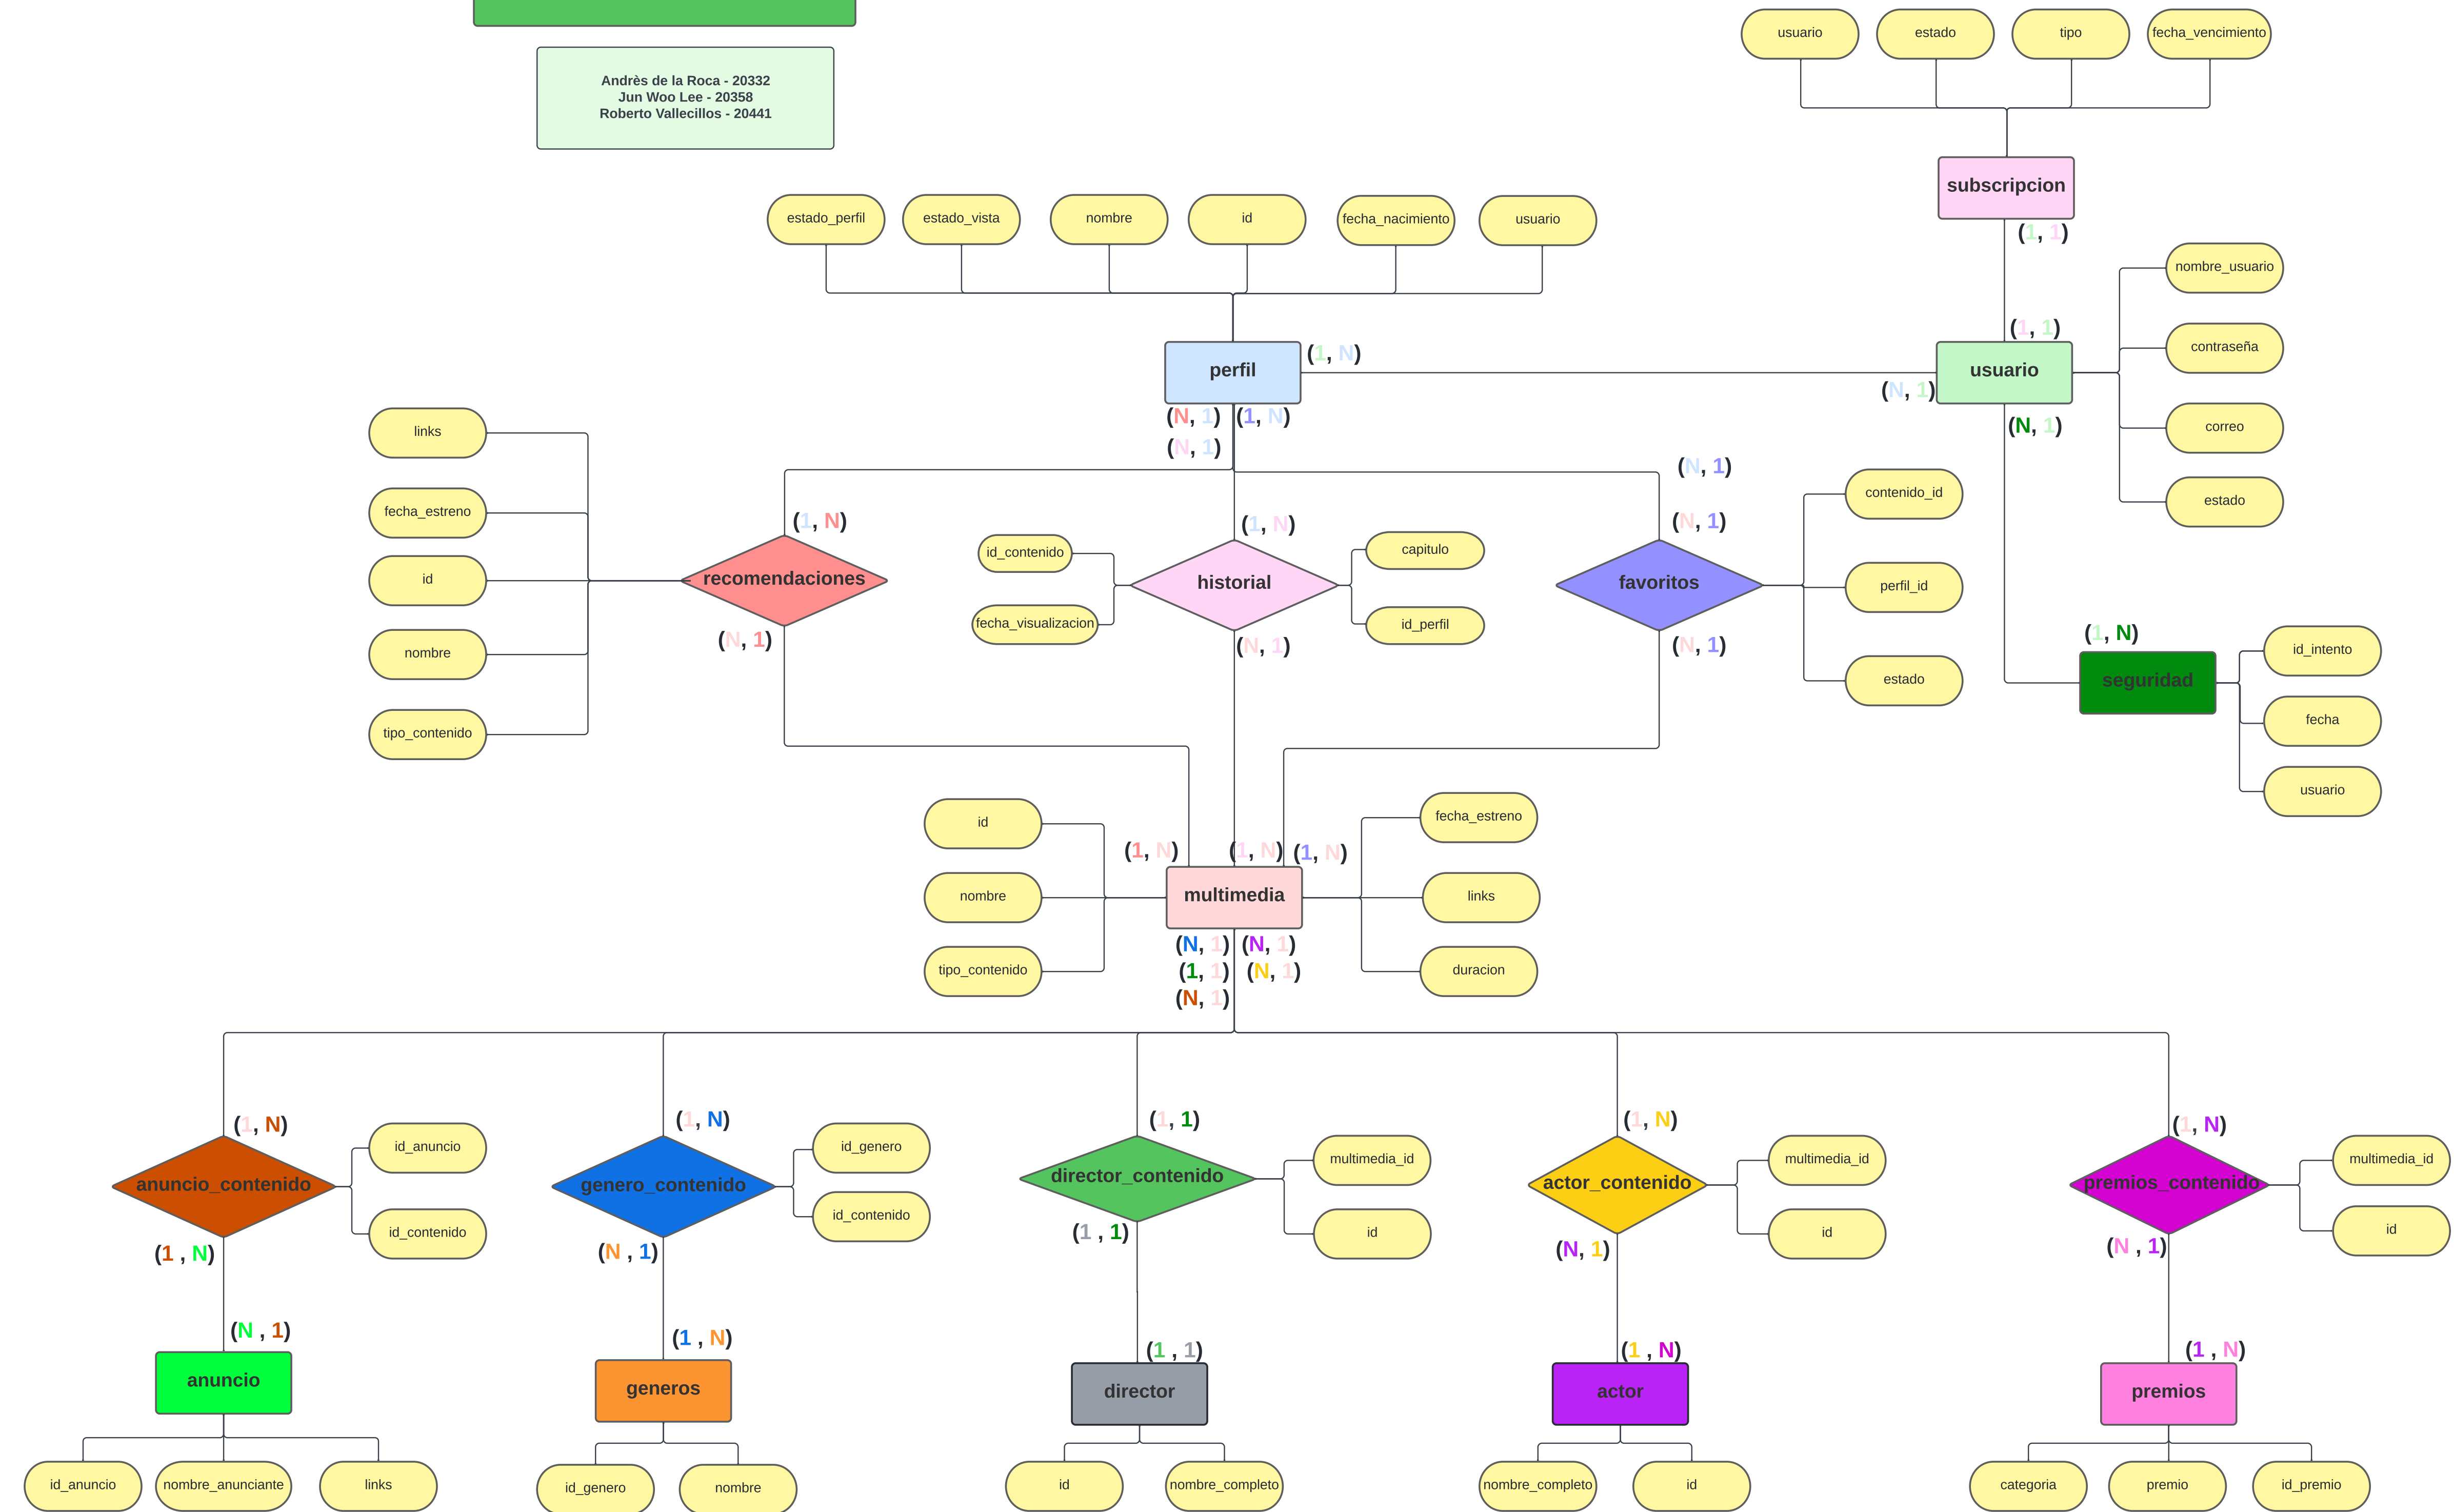 Andrès de la Roca - 20332
Jun Woo Lee - 20358
Roberto Vallecillos - 20441
usuario
estado
tipo
fecha_vencimiento
subscripcion
(1, 1)
estado_perfil
estado_vista
nombre
id
fecha_nacimiento
usuario
nombre_usuario
contraseña
correo
estado
(1, 1)
perfil
(1, N)
usuario
(N, 1)
(N, 1)
(N, 1)
(1, N)
(N, 1)
links
fecha_estreno
id
nombre
tipo_contenido
(1, N)
recomendaciones
(N, 1)
id_contenido
fecha_visualizacion
(1, N)
historial
(N, 1)
capitulo
id_perfil
(N, 1)
(N, 1)
favoritos
(N, 1)
contenido_id
perfil_id
estado
(1, N)
seguridad
id_intento
fecha
usuario
id
nombre
tipo_contenido
(1, N)
(1, N)
(1, N)
multimedia
fecha_estreno
links
duracion
(N, 1)
(N, 1)
(1, 1)
(N, 1)
(N, 1)
(1, N)
anuncio_contenido
id_anuncio
id_contenido
(1 , N)
(1, N)
genero_contenido
id_genero
id_contenido
(N , 1)
(1, 1)
director_contenido
multimedia_id
id
(1 , 1)
(1, N)
actor_contenido
multimedia_id
id
(N, 1)
(1, N)
premios_contenido
multimedia_id
id
(N , 1)
(N , 1)
anuncio
id_anuncio
nombre_anunciante
links
(1 , N)
generos
id_genero
nombre
(1 , 1)
director
id
nombre_completo
(1 , N)
actor
nombre_completo
id
(1 , N)
premios
categoria
premio
id_premio